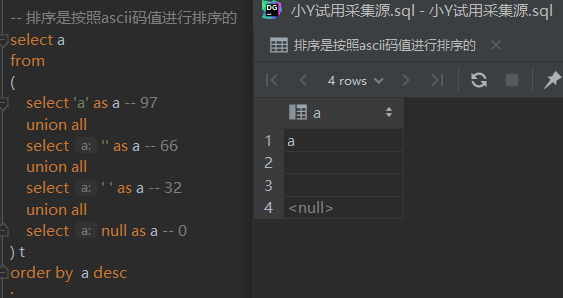 -- 排序是按照ascii码值进行排序的
select a
from
(
select 'a' as a -- 97
union all
select a: '' as a -- 66
union all
select a: ' ' as a -- 32
union all
select a: null as a -- 0
) t
order by a desc
;
DG
小Y试用采集源.sql - 小Y试用采集源.sql
排序是按照ascii码值进行排序的
4 rows
a
1 a
2
3
4 <null>